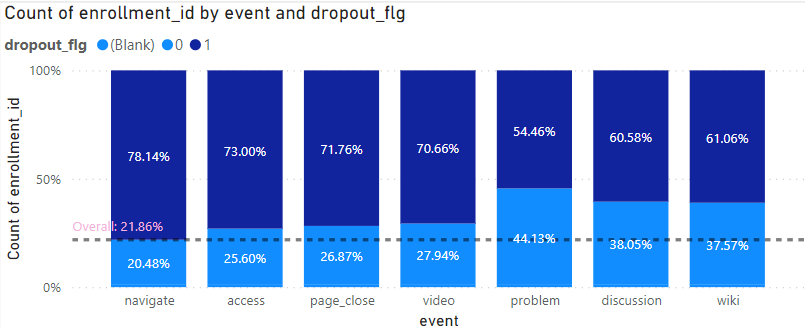 Count of enrollment_id by event and dropout_flg
dropout_flg (Blank) 0 1
Count of enrollment_id
100%
50%
0%
78.14% 73.00% 71.76% 70.66% 54.46% 60.58% 61.06%
Overall: 21.86%
20.48% 25.60% 26.87% 27.94% 44.13% 38.05% 37.57%
navigate access page_close video problem discussion wiki
event